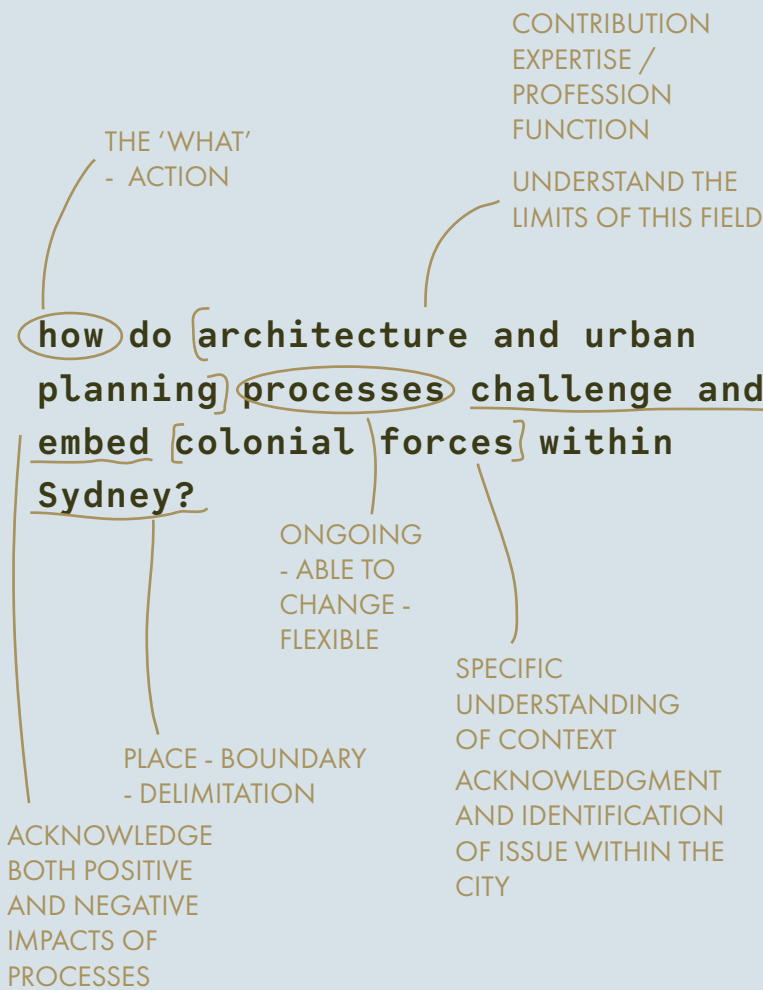 CONTRIBUTION
EXPERTISE /
PROFESSION
FUNCTION
THE ‘WHAT’
- ACTION
UNDERSTAND THE
LIMITS OF THIS FIELD
how do architecture and urban
planning processes challenge and
embed colonial forces within
Sydney?
ONGOING
- ABLE TO
CHANGE -
FLEXIBLE
SPECIFIC
UNDERSTANDING
OF CONTEXT
ACKNOWLEDGMENT
AND IDENTIFICATION
OF ISSUE WITHIN THE
CITY
PLACE - BOUNDARY
- DELIMITATION
ACKNOWLEDGE
BOTH POSITIVE
AND NEGATIVE
IMPACTS OF
PROCESSES